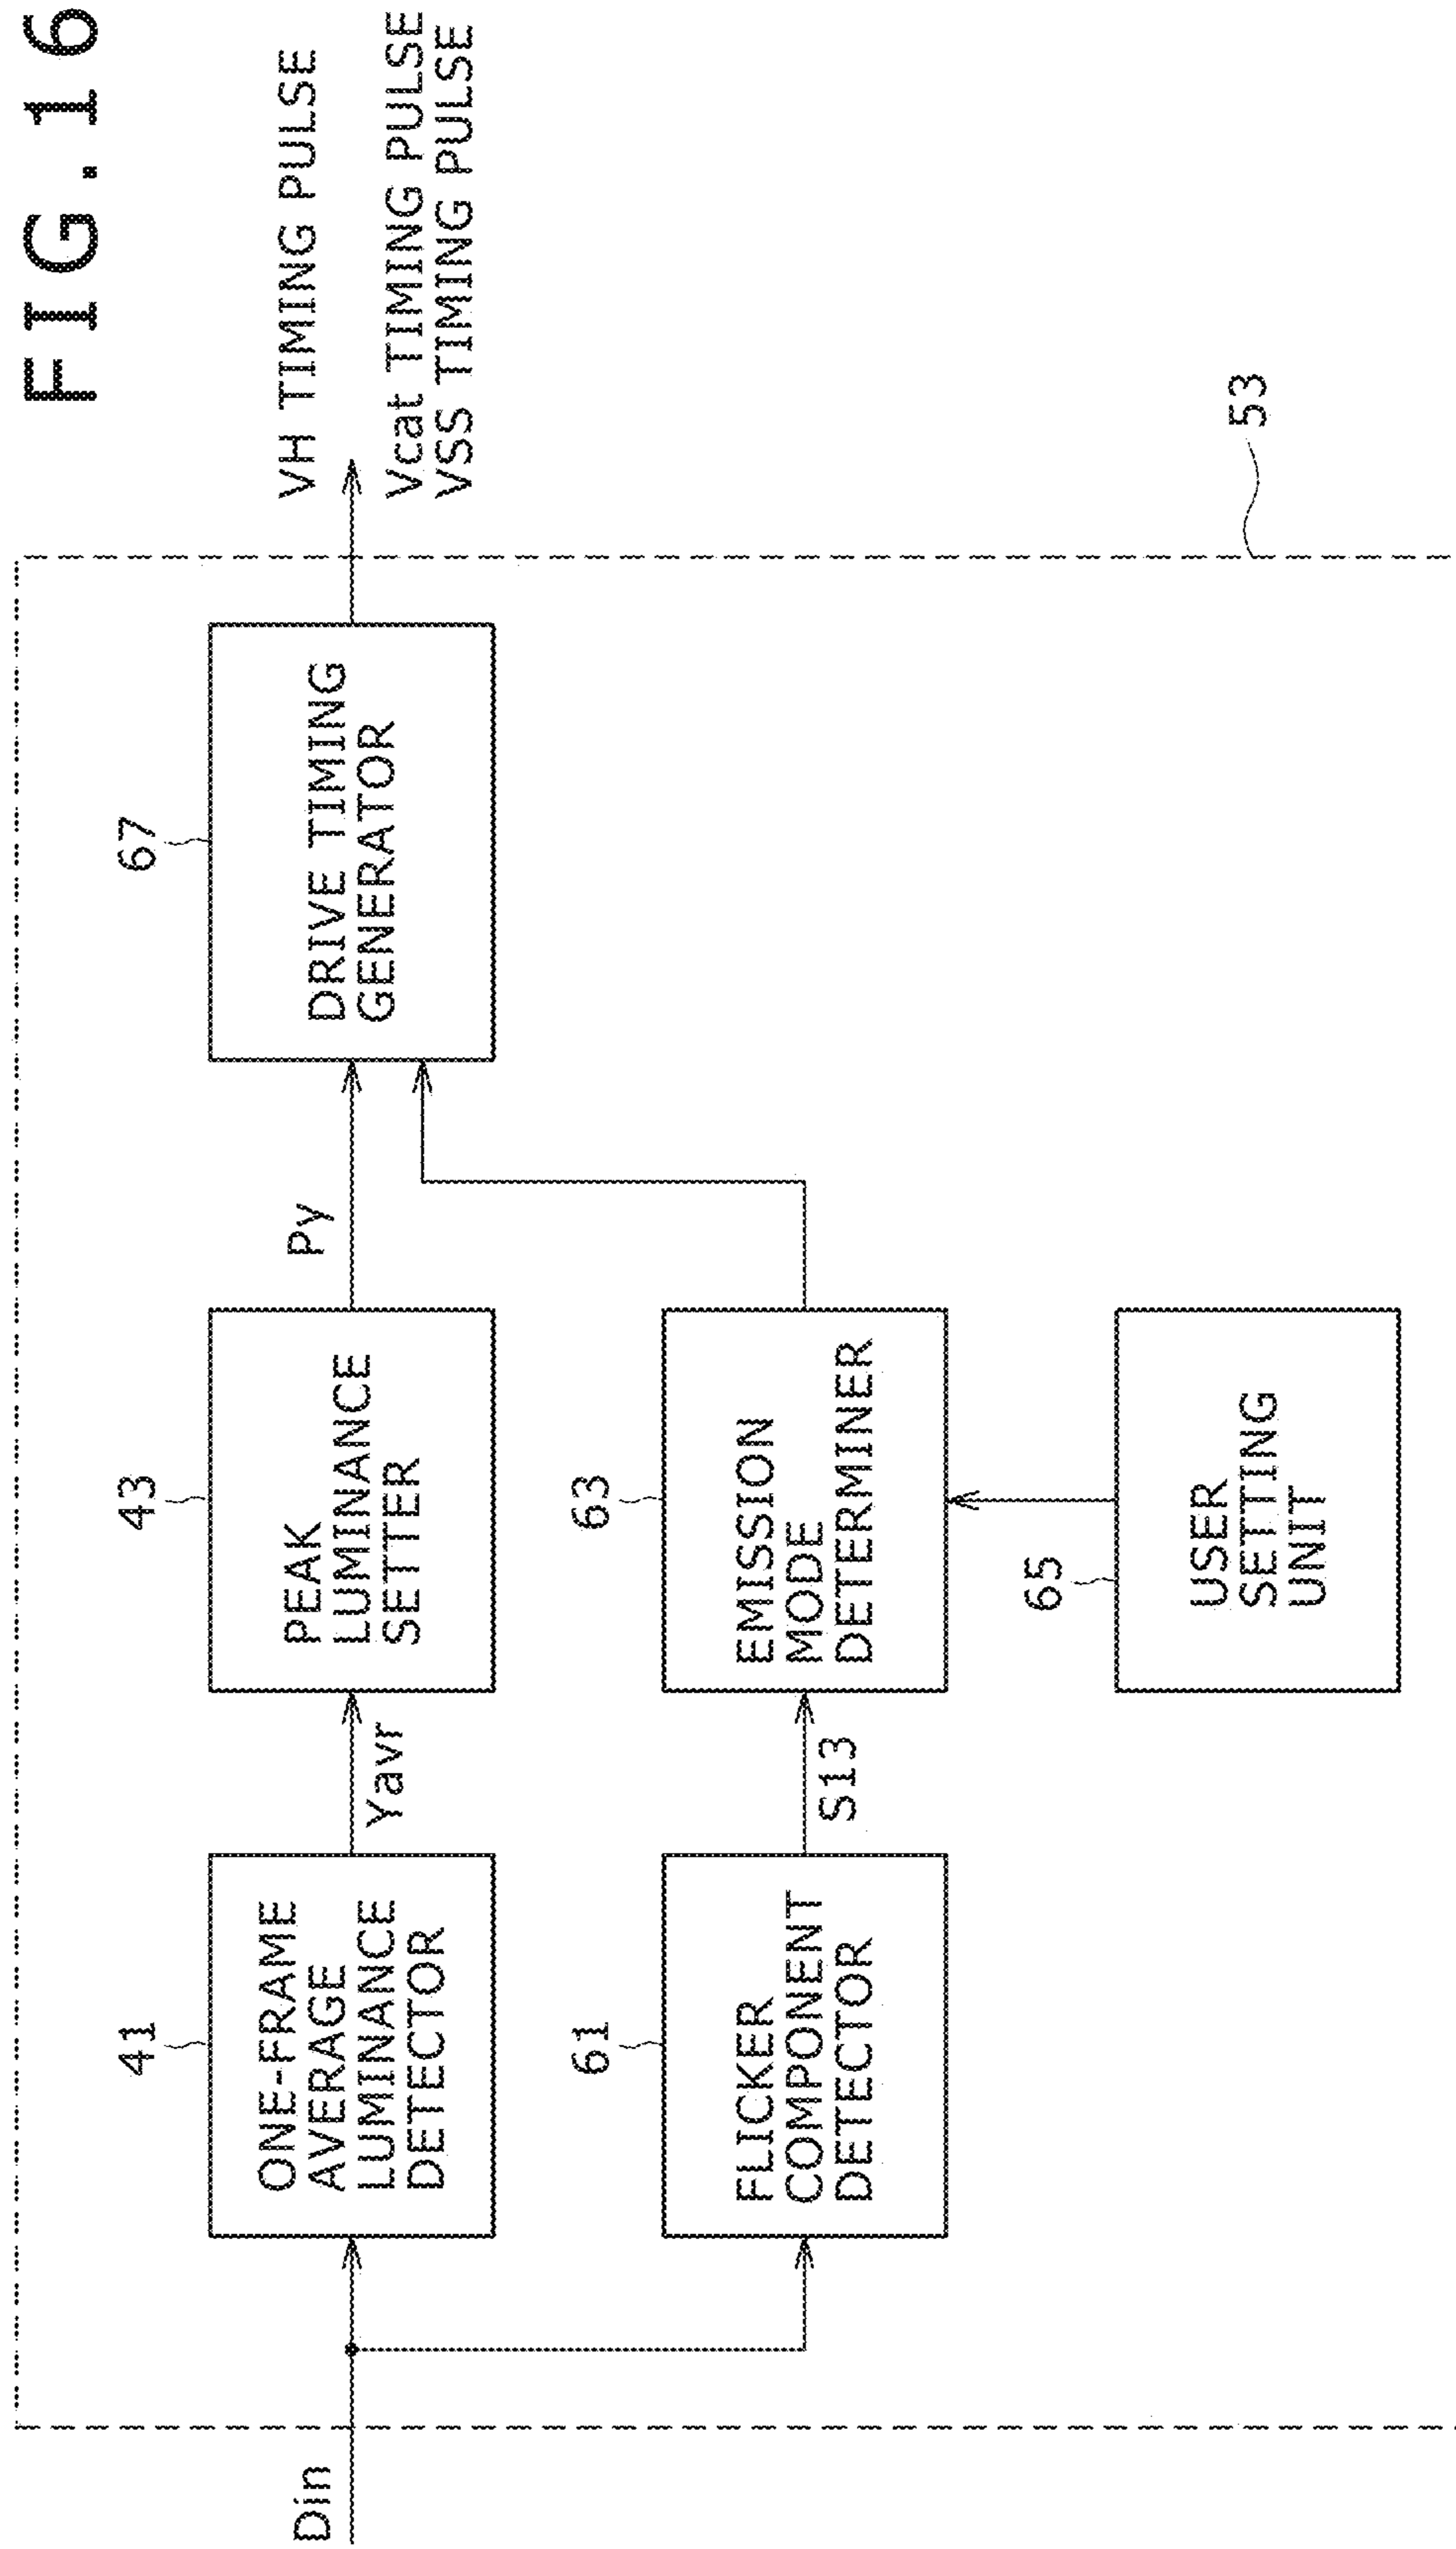 FIG.16
VH TIMING PULSE
Vcat TIMING PULSE
VSS TIMING PULSE
53
67
DRIVE TIMING
GENERATOR
Py
43
PEAK
LUMINANCE
SETTER
63
EMISSION
MODE
DETERMINER
65
USER
SETTING
UNIT
Yavr
S13
41
ONE-FRAME
AVERAGE
LUMINANCE
DETECTOR
61
FLICKER
COMPONENT
DETECTOR
Din